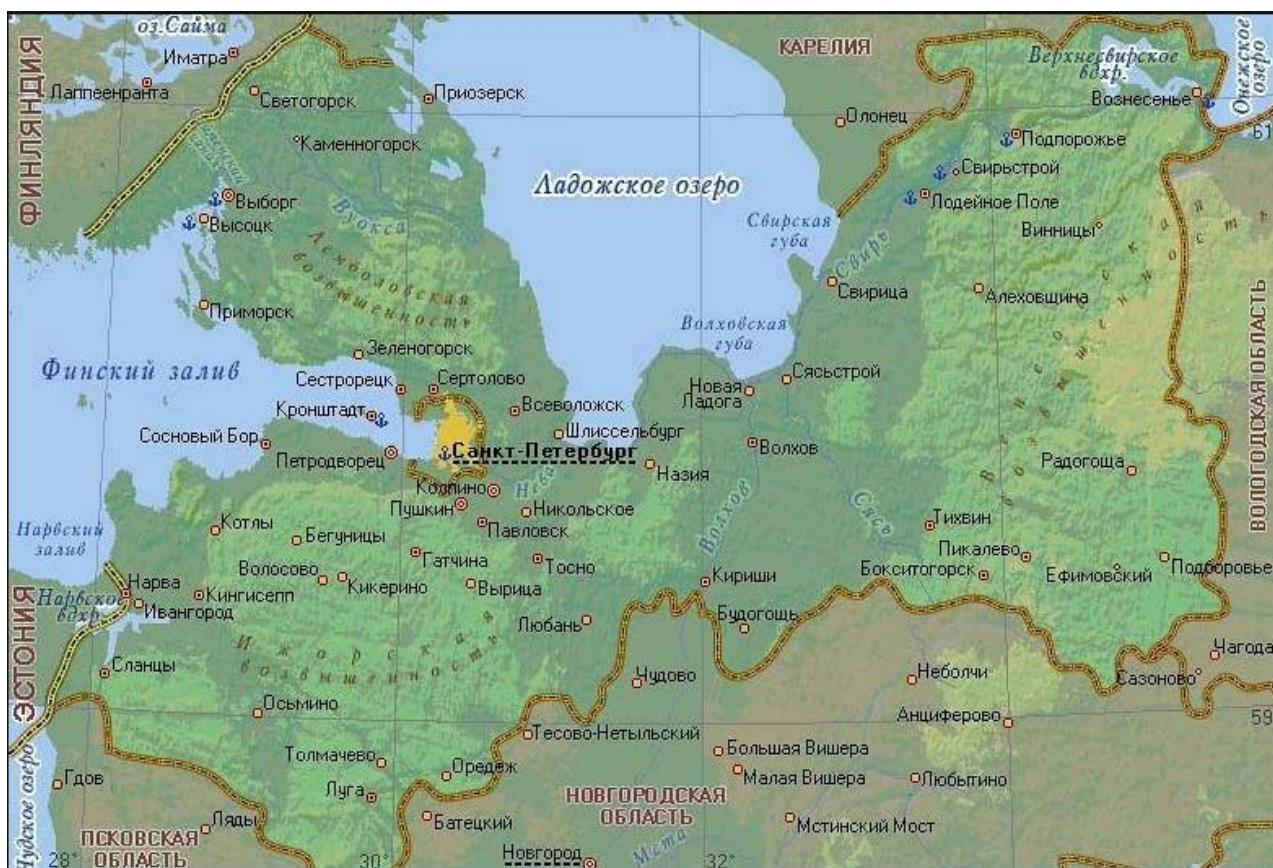 оз.Сайма
Иматра
КАРЕЛИЯ
Верхнесвирское
вдхр.
Онежское
озеро
ФИНЛЯНДИЯ
Лаппеенранта
Светогорск
Приозерск
Вознесенье
Олонец
61
Каменногорск
Подпорожье
Свирьстрой
Ладожское озеро
Выборг
Лодейное Поле
Высоцк
Вуокса
Свирская
губа
Винницы
Лемболовская
возвышенность
Свирь
Свирица
Алеховщина
Приморск
Волховская
губа
Вепсовская
возвышенность
ВОЛОГОДСКАЯ ОБЛАСТЬ
Зеленогорск
Финский залив
Сестрорецк
Сертолово
Новая
Ладога
Сясьстрой
Кронштадт
Всеволожск
Сосновый Бор
Шлиссельбург
Петродворец
Санкт-Петербург
Волхов
Назия
Радогоща
Колпино
Нева
Пушкин
Никольское
Волхов
Сясь
Нарвский
залив
Котлы
Бегуницы
Павловск
Тихвин
Гатчина
Пикалево
Волосово
Кикерино
Тосно
Вырица
Кириши
Бокситогорск
Ефимовский
Подборовье
Нарва
Нарвское
вдхр.
Ивангород
Кингисепп
Любань
Будогощь
Ижорская
возвышенность
ЭСТОНИЯ
Сланцы
Чудово
Неболчи
Чагода
Сазоново
Осьмино
Анциферово
59
Тесово-Нетыльский
Толмачево
Большая Вишера
Чудское озеро
Гдов
Оредеж
Малая Вишера
Любытино
Луга
НОВГОРОДСКАЯ
ОБЛАСТЬ
Ляды
Батецкий
Мстинский Мост
ПСКОВСКАЯ
ОБЛАСТЬ
Мста
28°
30°
Новгород
32°